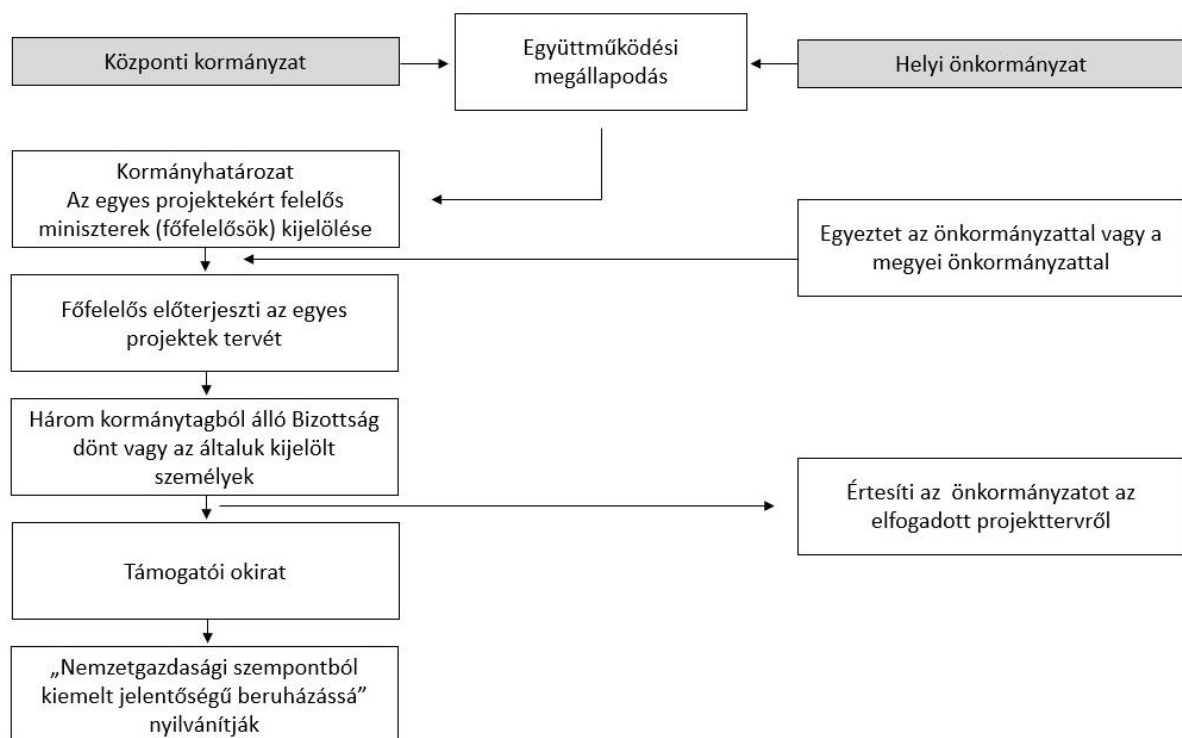 Központi kormányzat
Együttműködési
megállapodás
Helyi önkormányzat
Kormányhatározat
Az egyes projektekért felelős
miniszterek (főfelelősök) kijelölése
Egyeztet az önkormányzattal vagy a
megyei önkormányzattal
Főfelelős előterjeszti az egyes
projektek tervét
Három kormánytagból álló Bizottság
dönt vagy az általuk kijelölt
személyek
Értesíti az önkormányzatot az
elfogadott projekttervről
Támogatói okirat
„Nemzetgazdasági szempontból
kiemelt jelentőségű beruházássá”
nyilvánítják